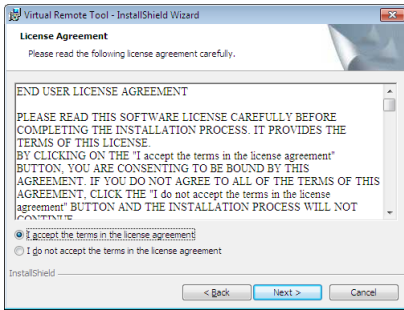 Virtual Remote Tool - InstallShield Wizard
License Agreement
Please read the following license agreement carefully.
END USER LICENSE AGREEMENT
PLEASE READ THIS SOFTWARE LICENSE CAREFULLY BEFORE
COMPLETING THE INSTALLATION PROCESS. IT PROVIDES THE
TERMS OF THIS LICENSE.
BY CLICKING ON THE "I accept the terms in the license agreement"
BUTTON, YOU ARE CONSENTING TO BE BOUND BY THIS
AGREEMENT. IF YOU DO NOT AGREE TO ALL OF THE TERMS OF THIS
AGREEMENT, CLICK THE "I do not accept the terms in the license
agreement" BUTTON AND THE INSTALLATION PROCESS WILL NOT
CONTINUE
I accept the terms in the license agreement
I do not accept the terms in the license agreement
InstallShield
< Back Next > Cancel